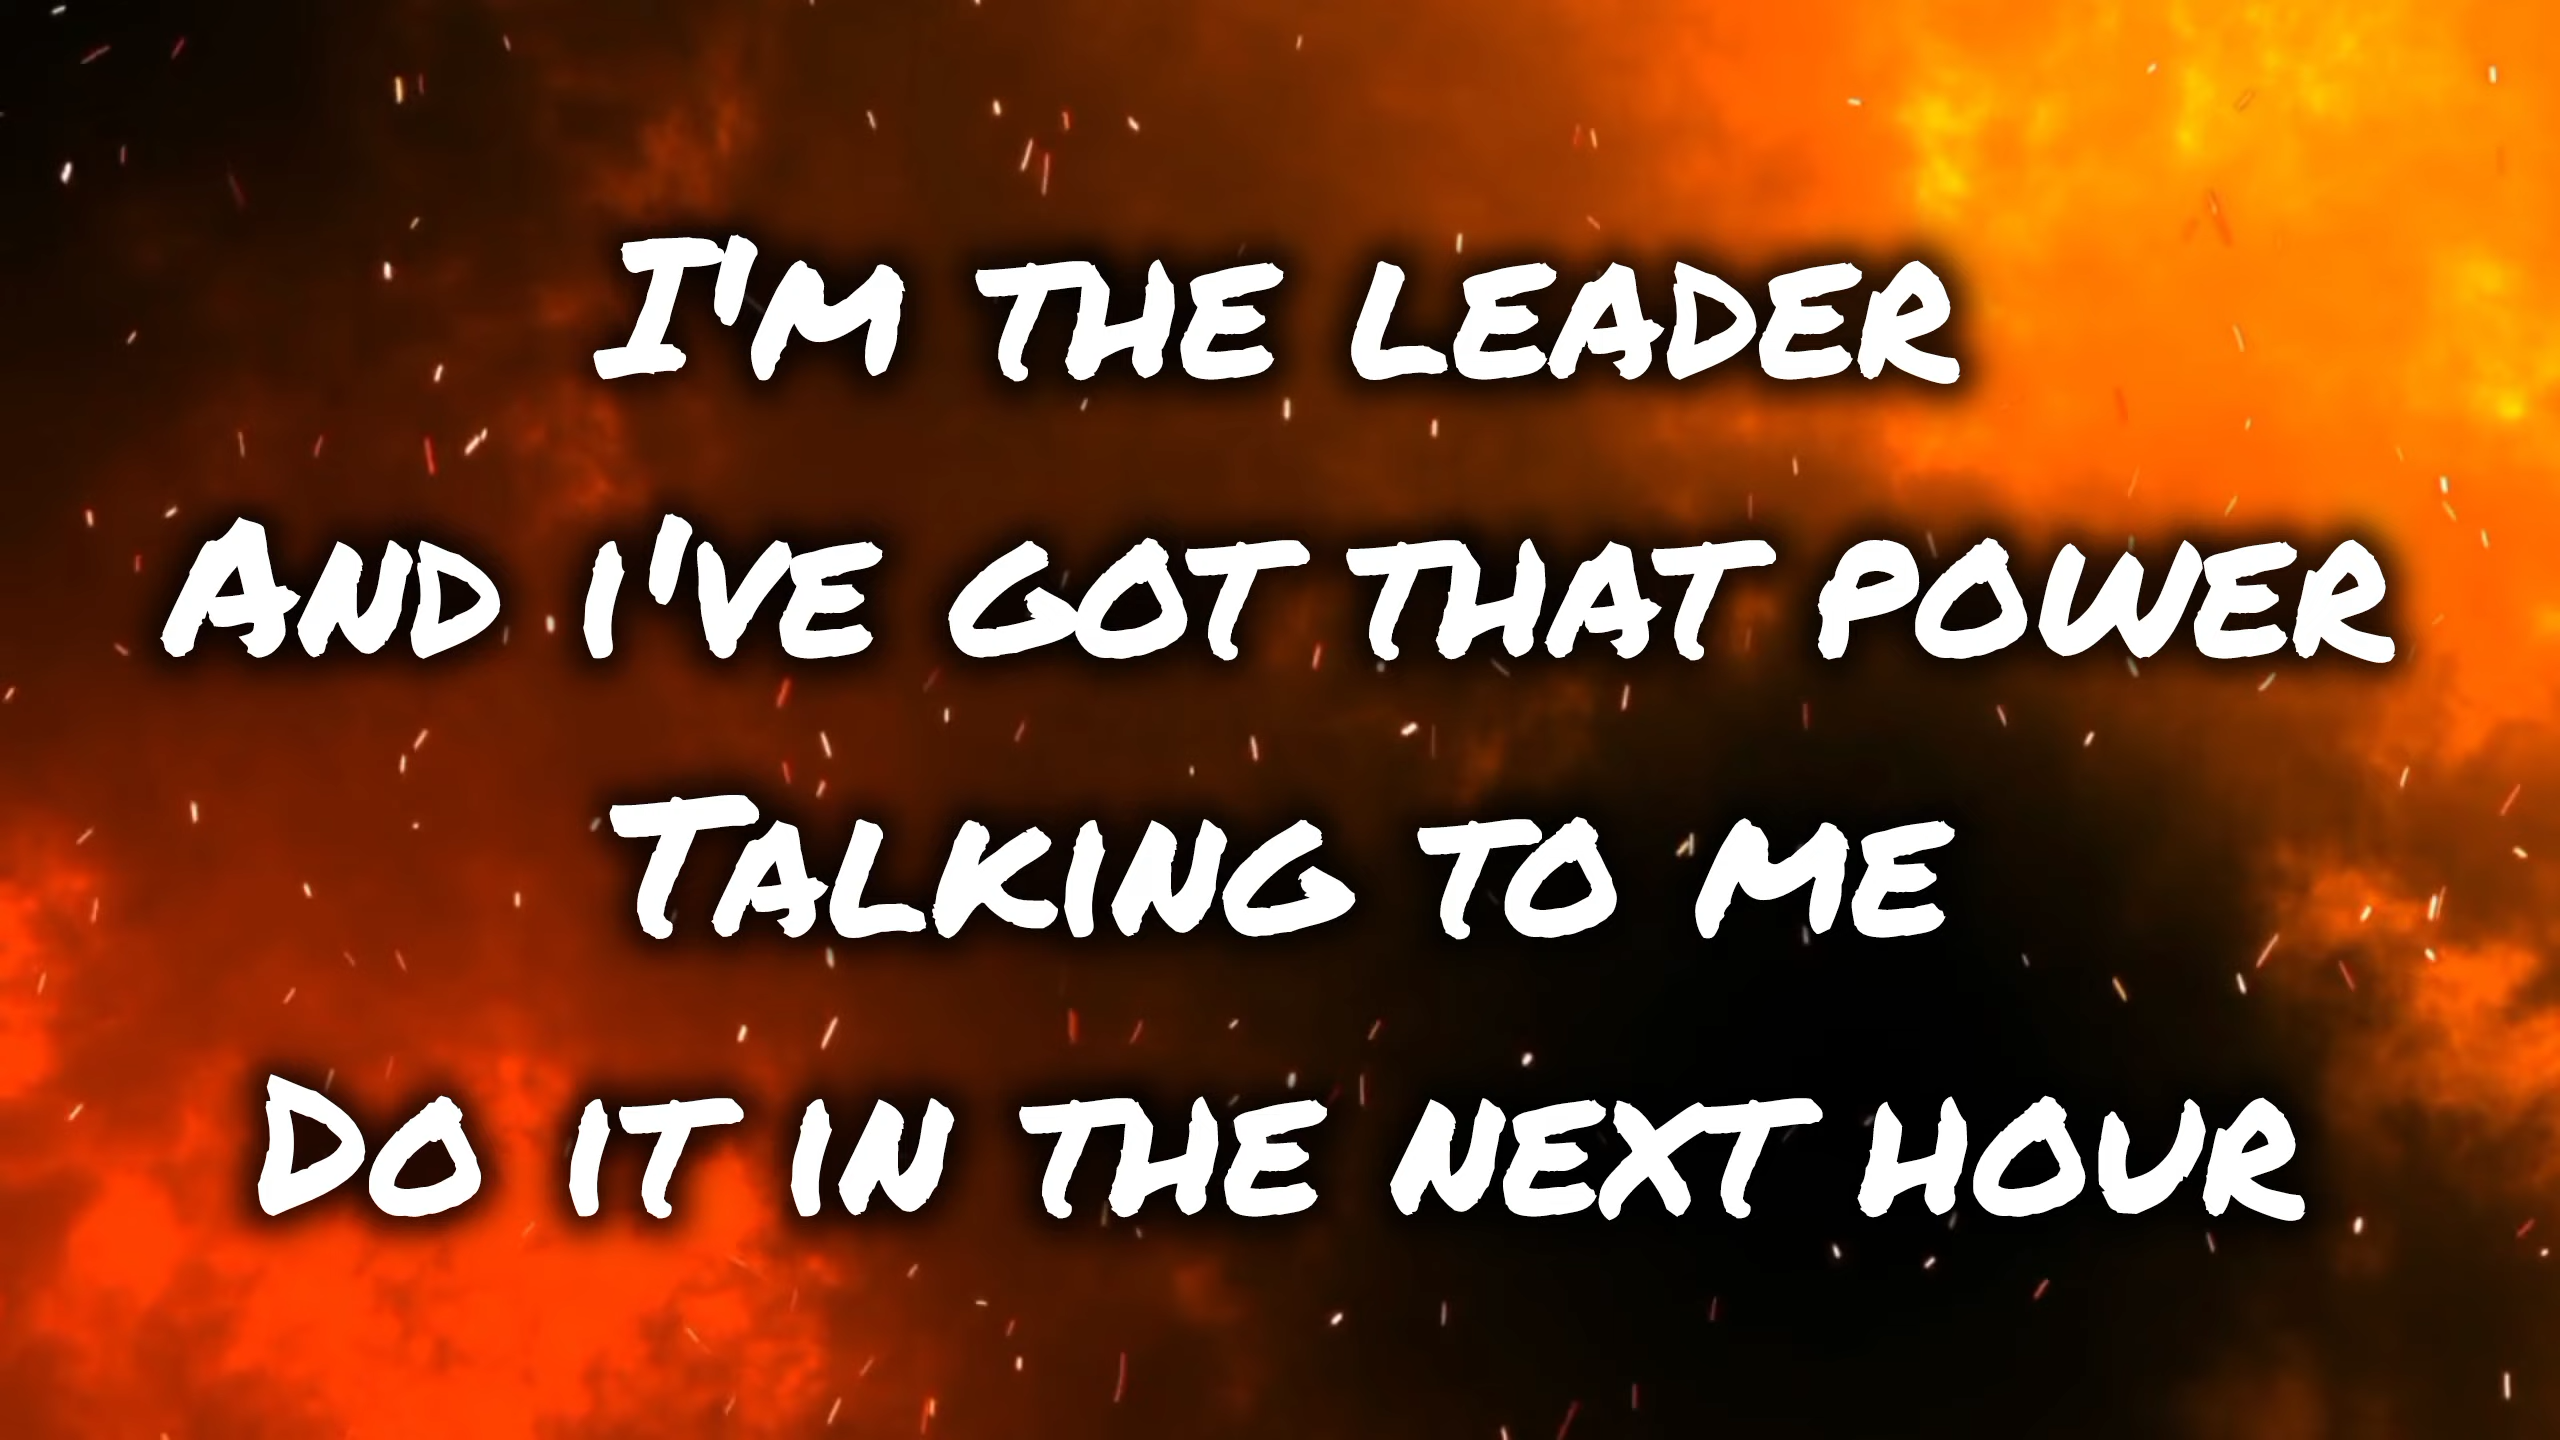 I'm the leader
And i've got that power
Talking to me
Do it in the next hour